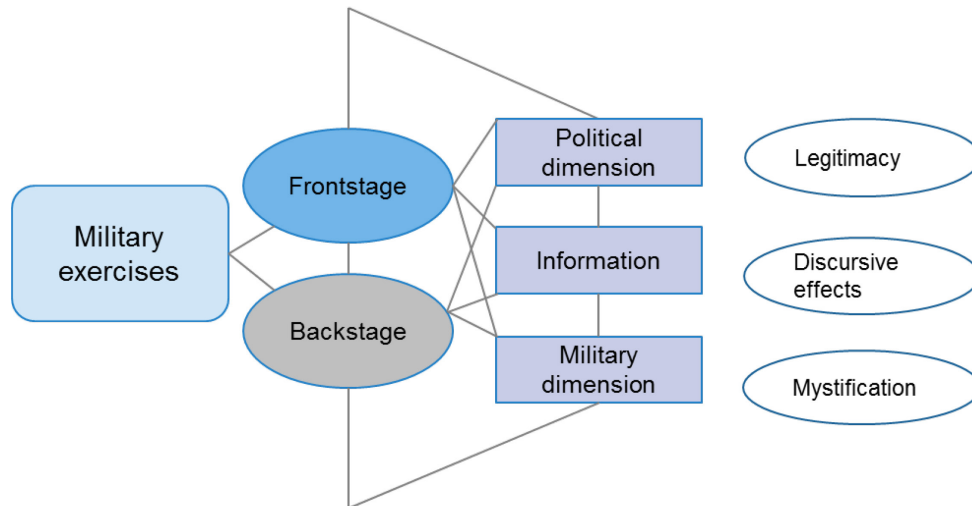 Military
exercises
Frontstage
Backstage
Political
dimension
Information
Military
dimension
Legitimacy
Discursive
effects
Mystification